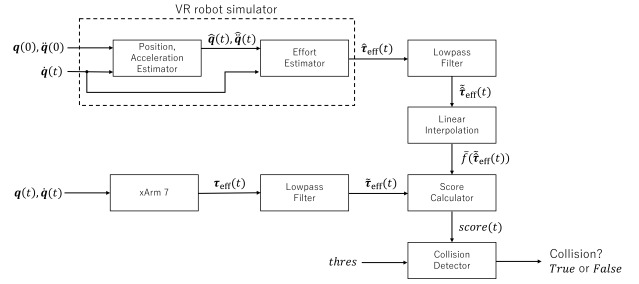 VR robot simulator
𝒒(0), 𝒒̈(0)
𝒒̇(t)
Position,
Acceleration
Estimator
𝒒̂(t), 𝒒̈̂(t)
Effort
Estimator
𝝉̂eff(t)
Lowpass
Filter
𝝉̂̃eff(t)
Linear
Interpolation
f̄(𝝉̂̃eff(t))
𝒒(t), 𝒒̇(t)
xArm 7
𝝉eff(t)
Lowpass
Filter
𝝉̃eff(t)
Score
Calculator
score(t)
thres
Collision
Detector
Collision?
True or False